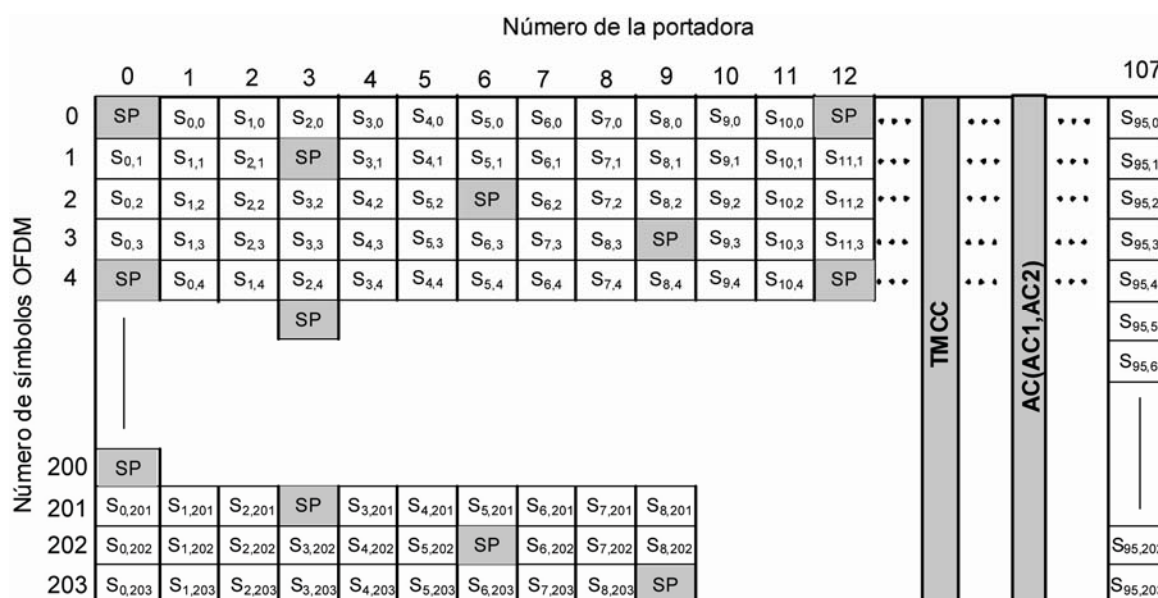 Número de la portadora
0 1 2 3 4 5 6 7 8 9 10 11 12 107
Número de símbolos OFDM
0 SP S0,0 S1,0 S2,0 S3,0 S4,0 S5,0 S6,0 S7,0 S8,0 S9,0 S10,0 SP ••• ••• ••• S95,0
1 S0,1 S1,1 S2,1 SP S3,1 S4,1 S5,1 S6,1 S7,1 S8,1 S9,1 S10,1 S11,1 ••• ••• ••• S95,1
2 S0,2 S1,2 S2,2 S3,2 S4,2 S5,2 SP S6,2 S7,2 S8,2 S9,2 S10,2 S11,2 ••• ••• ••• S95,2
3 S0,3 S1,3 S2,3 S3,3 S4,3 S5,3 S6,3 S7,3 S8,3 SP S9,3 S10,3 S11,3 ••• ••• ••• S95,3
4 SP S0,4 S1,4 S2,4 S3,4 S4,4 S5,4 S6,4 S7,4 S8,4 S9,4 S10,4 SP ••• ••• ••• S95,4
SP S95,5
S95,6
TMCC
AC(AC1,AC2)
200 SP
201 S0,201 S1,201 S2,201 SP S3,201 S4,201 S5,201 S6,201 S7,201 S8,201
202 S0,202 S1,202 S2,202 S3,202 S4,202 S5,202 SP S6,202 S7,202 S8,202 S95,202
203 S0,203 S1,203 S2,203 S3,203 S4,203 S5,203 S6,203 S7,203 S8,203 SP S95,203